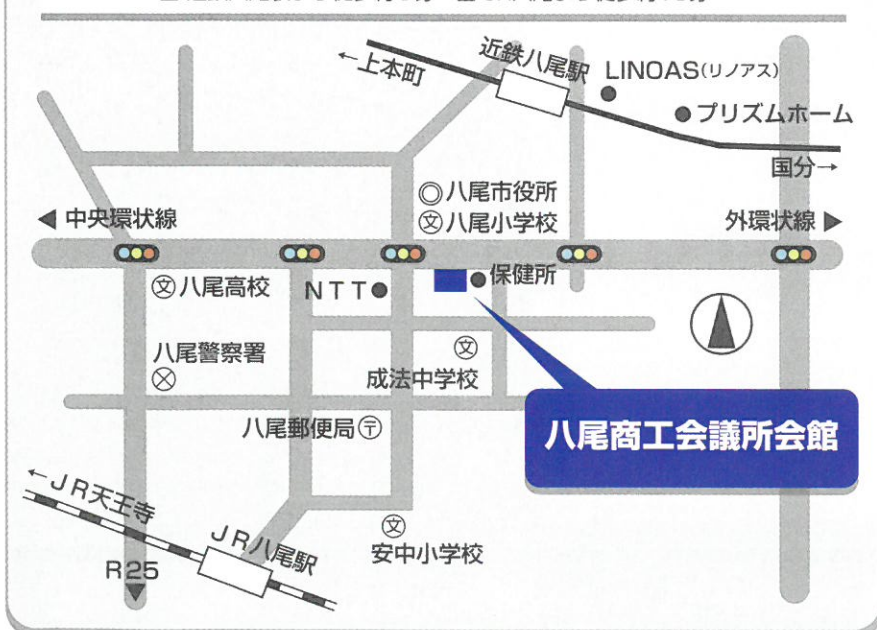 近鉄八尾駅
LINOAS(リノアス)
←上本町
プリズムホーム
国分→
◎八尾市役所
㊛八尾小学校
◀中央環状線
外環状線▶
文八尾高校
NTT●
●保健所
八尾警察署
文
成法中学校
八尾郵便局〒
八尾商工会議所会館
←JR天王寺
JR八尾駅
文
安中小学校
R25